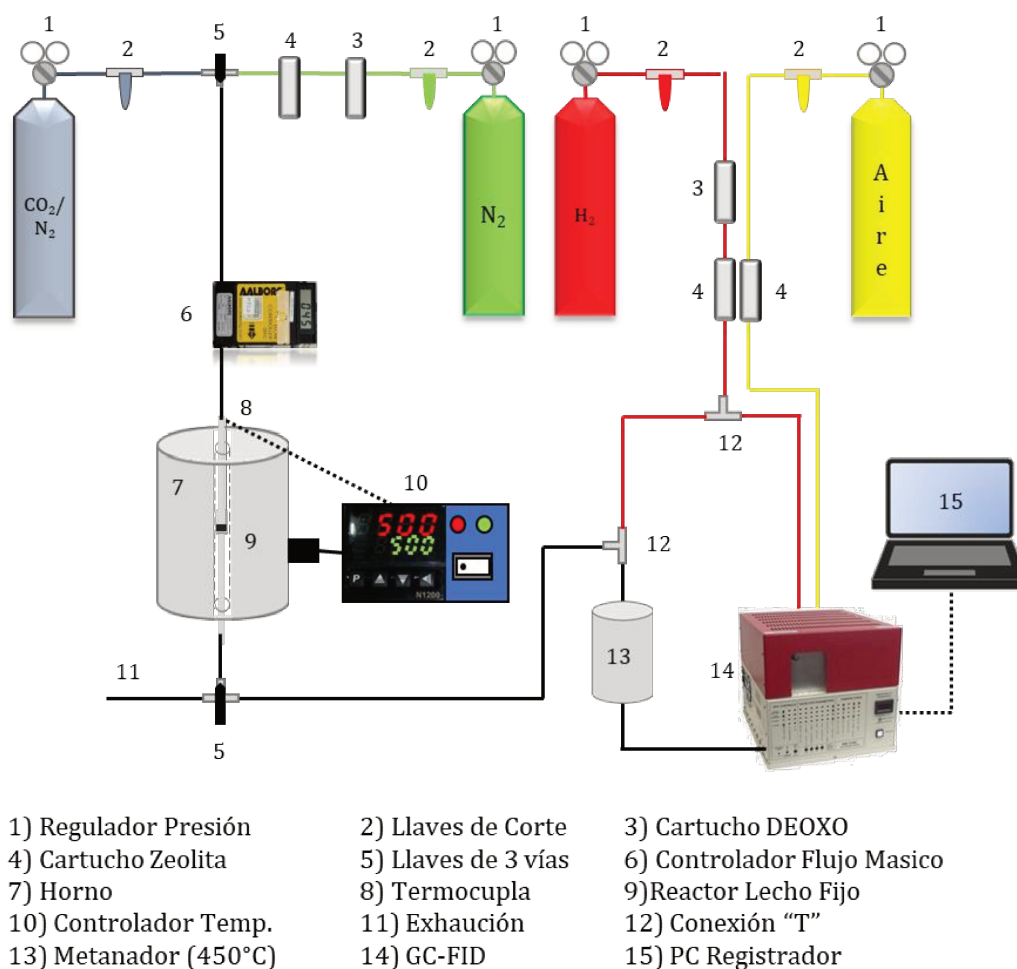 1
2
5
4
3
2
1
1
2
2
1
CO2/
N2
N2
H2
A
i
r
e
3
4
4
6
AALBORG
8
12
7
10
15
500
500
9
12
P
N1200
13
11
14
5
1) Regulador Presión
2) Llaves de Corte
3) Cartucho DEOXO
4) Cartucho Zeolita
5) Llaves de 3 vías
6) Controlador Flujo Masico
7) Horno
8) Termocupla
9)Reactor Lecho Fijo
10) Controlador Temp.
11) Exhaución
12) Conexión “T”
13) Metanador (450°C)
14) GC-FID
15) PC Registrador